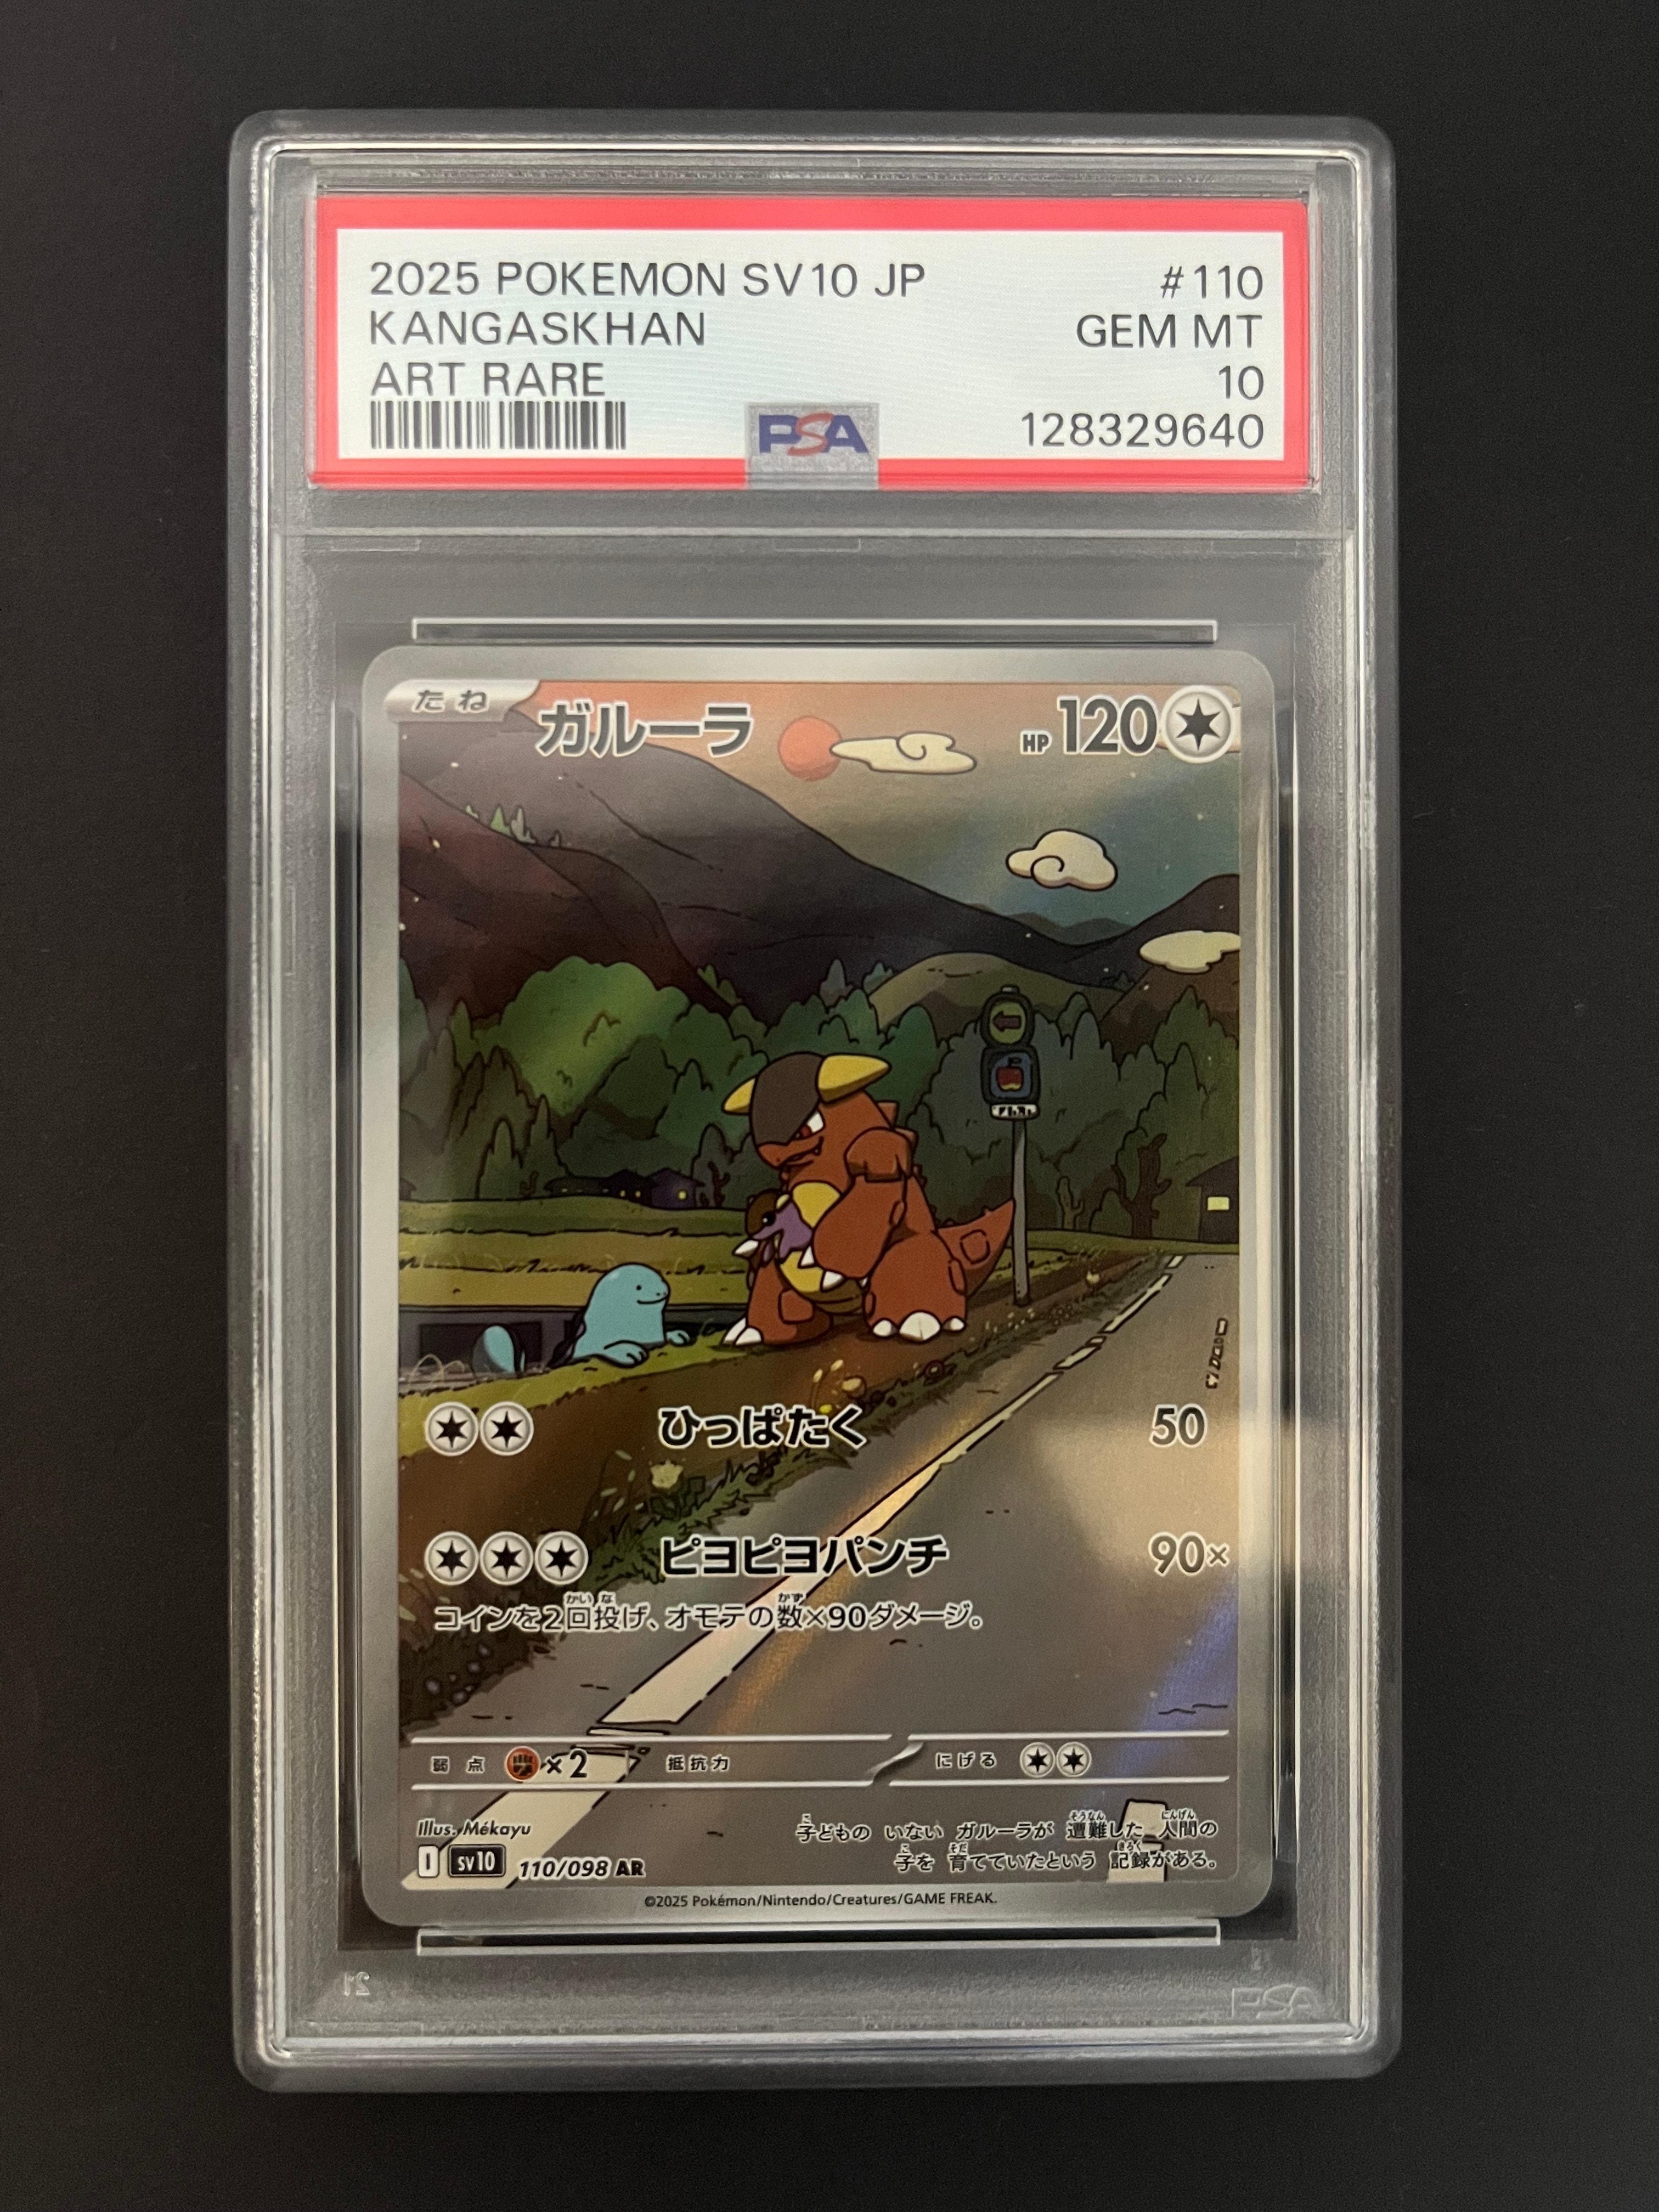 2025 POKEMON SV10 JP #110
KANGASKHAN GEM MT
ART RARE 10
PSA 128329640
たね ガルーラ HP 120
ひっぱたく 50
ピヨピヨパンチ 90×
コインを2回投げ、オモテの数×90ダメージ。
弱点 ×2 抵抗力 にげる
Illus. Mékayu
子どもの いない ガルーラが 遭難した 人間の
子を 育てていたという 記録がある。
I sv10 110/098 AR
©2025 Pokémon/Nintendo/Creatures/GAME FREAK.
PSA